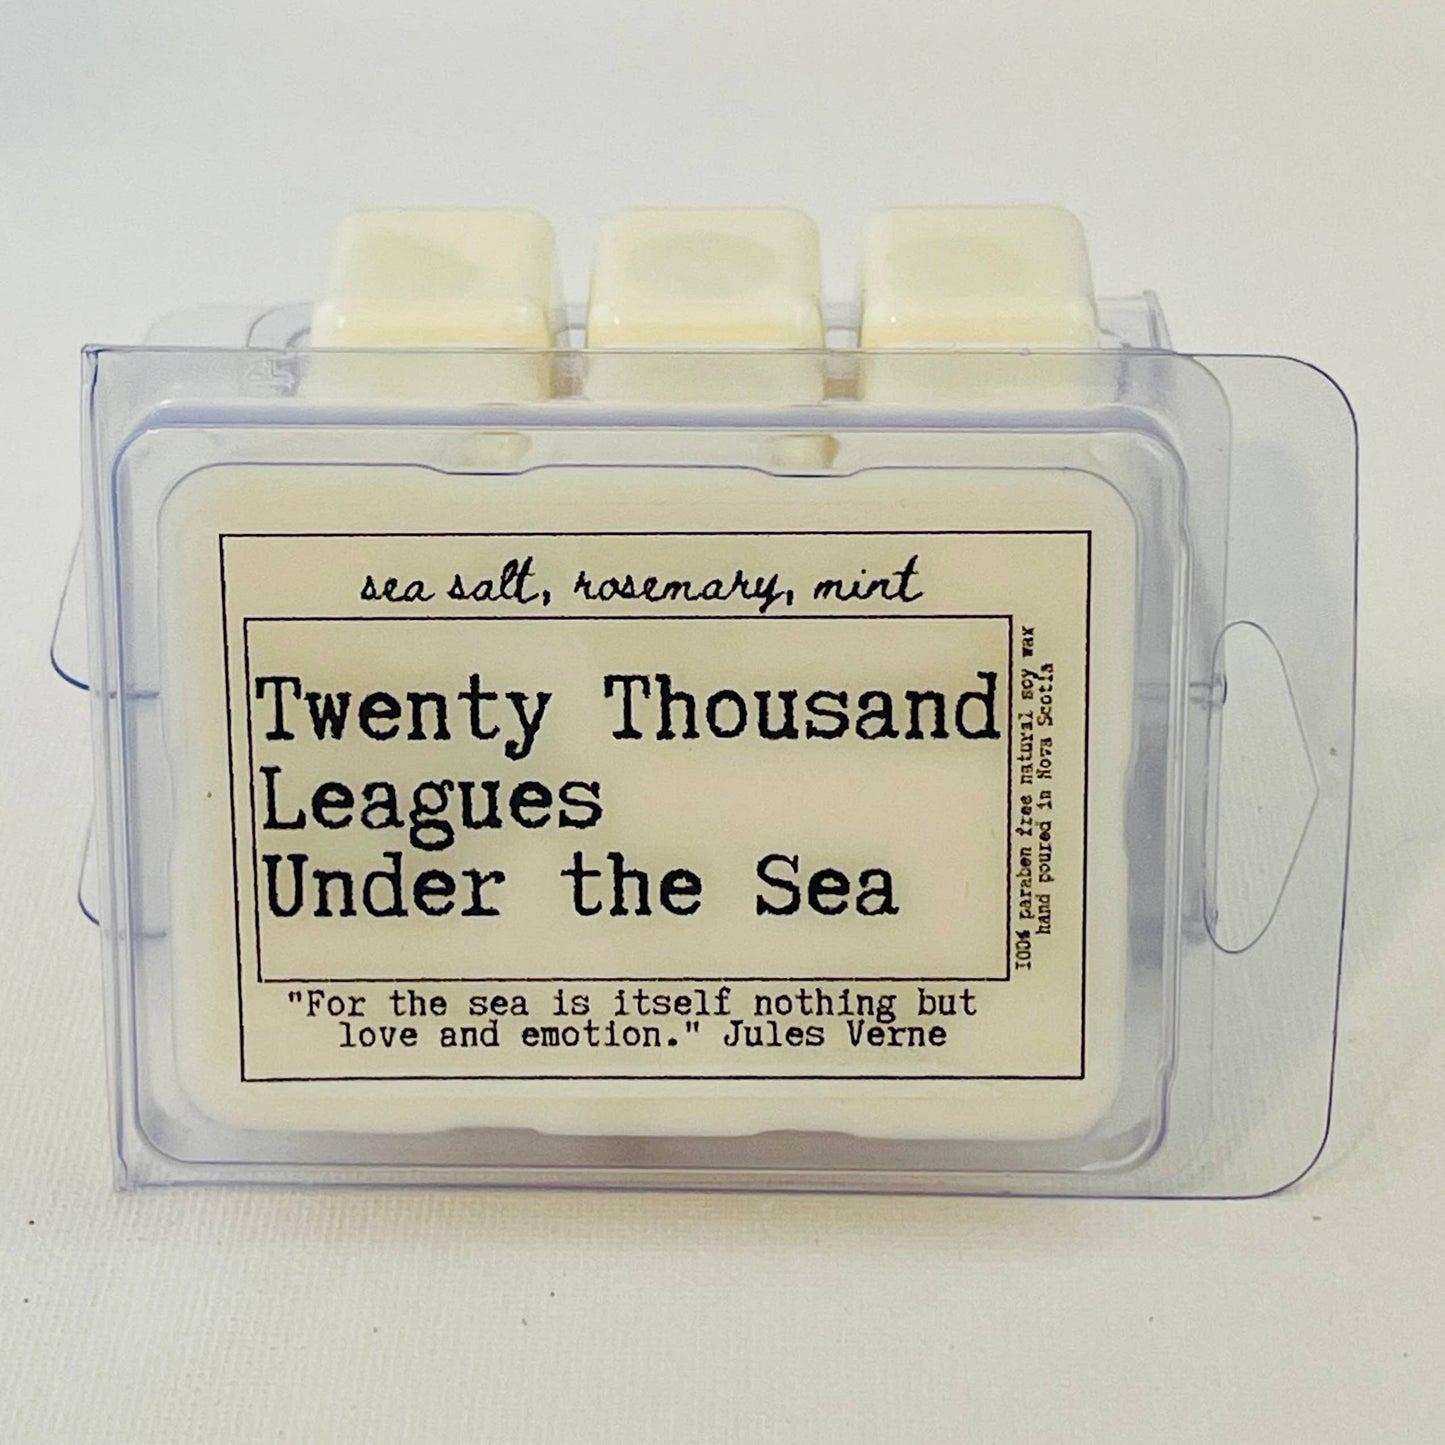 sea salt, rosemary, mint
Twenty Thousand
Leagues
Under the Sea
100% paraben free natural soy wax
hand poured in Nova Scotia
"For the sea is itself nothing but
love and emotion." Jules Verne